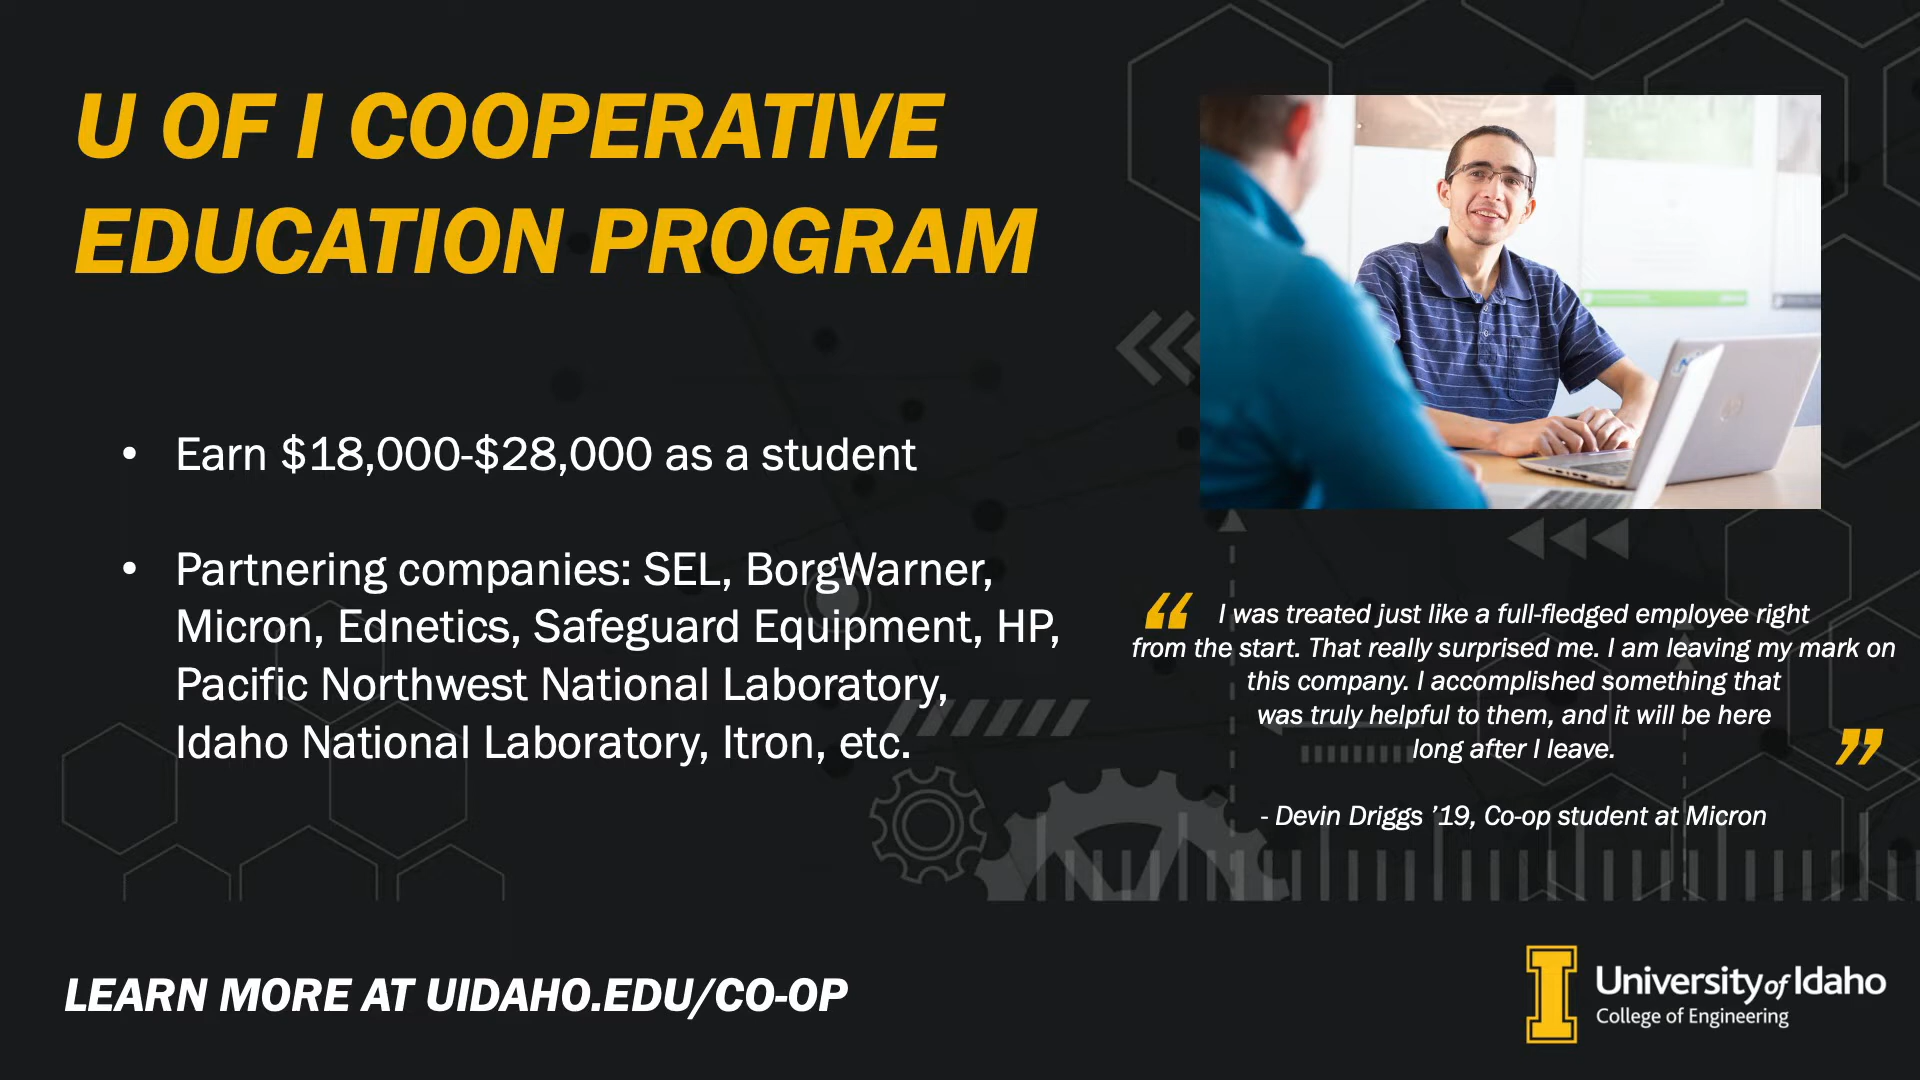 U OF I COOPERATIVE
EDUCATION PROGRAM
• Earn $18,000-$28,000 as a student
• Partnering companies: SEL, BorgWarner,
Micron, Ednetics, Safeguard Equipment, HP,
Pacific Northwest National Laboratory,
Idaho National Laboratory, Itron, etc.
“ I was treated just like a full-fledged employee right
from the start. That really surprised me. I am leaving my mark on
this company. I accomplished something that
was truly helpful to them, and it will be here
long after I leave. ”
- Devin Driggs ’19, Co-op student at Micron
LEARN MORE AT UIDAHO.EDU/CO-OP
I
University of Idaho
College of Engineering